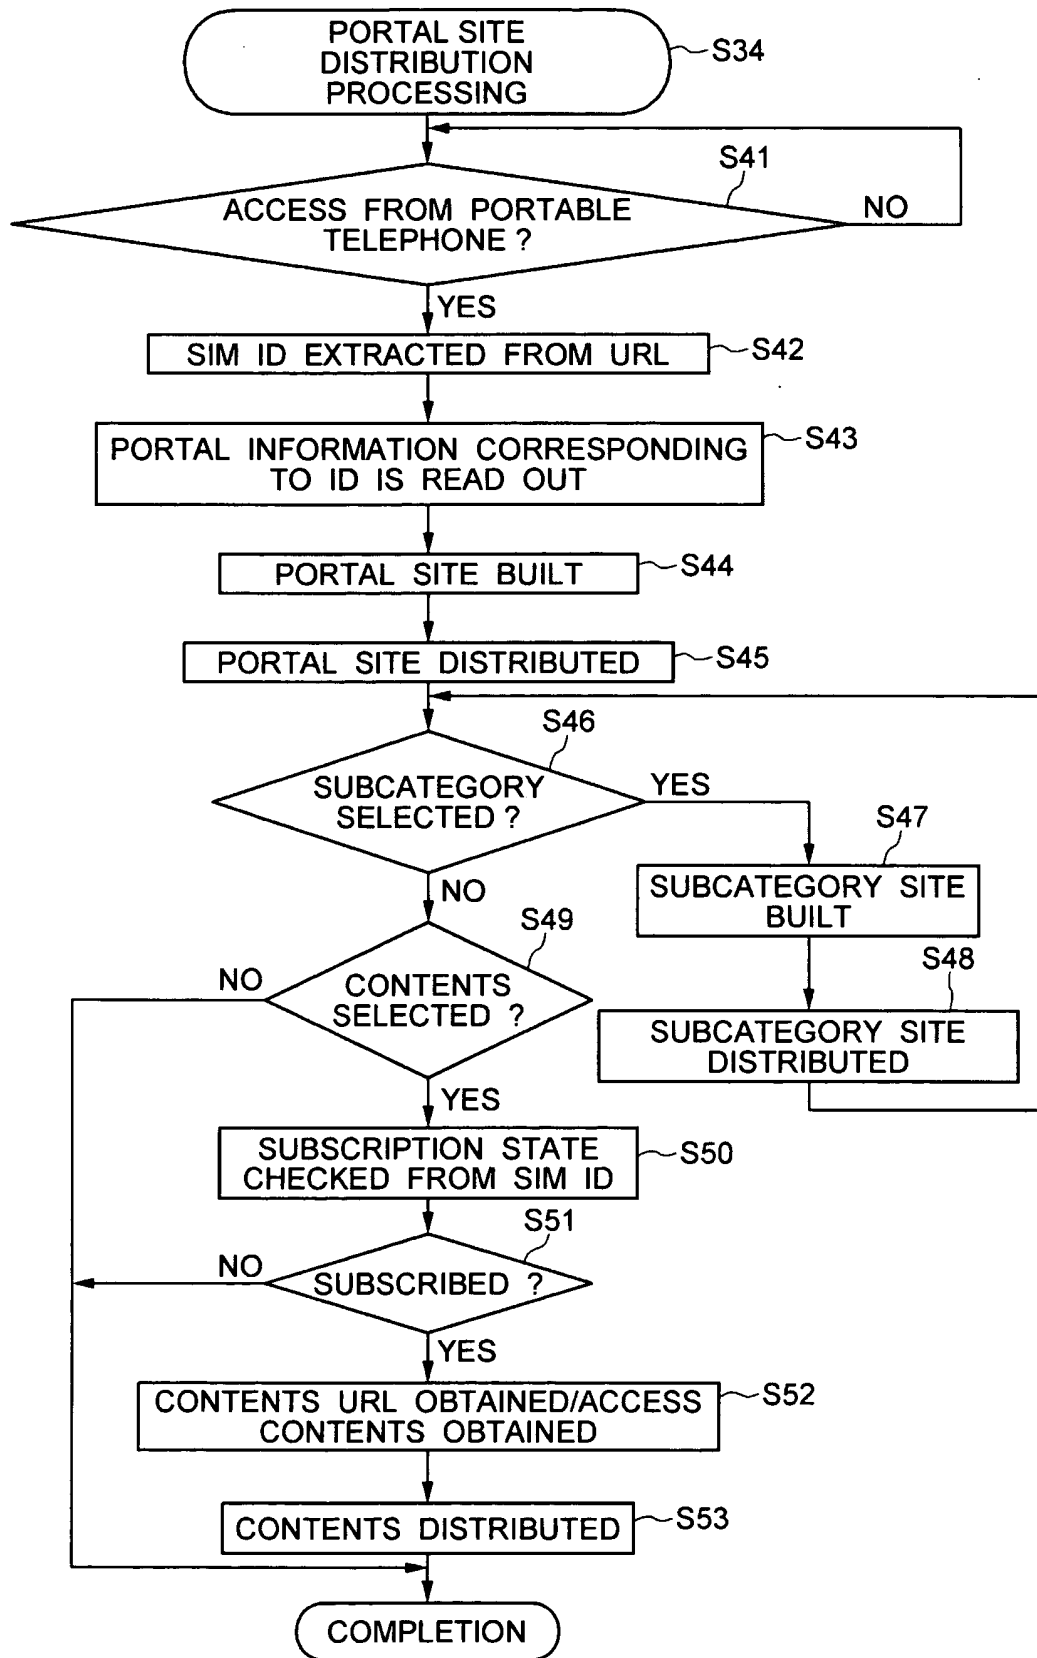 PORTAL SITE
DISTRIBUTION
PROCESSING
S34
S41
ACCESS FROM PORTABLE
TELEPHONE ?
NO
YES
SIM ID EXTRACTED FROM URL
S42
PORTAL INFORMATION CORRESPONDING
TO ID IS READ OUT
S43
PORTAL SITE BUILT
S44
PORTAL SITE DISTRIBUTED
S45
S46
SUBCATEGORY
SELECTED ?
YES
NO
S47
SUBCATEGORY SITE
BUILT
S48
SUBCATEGORY SITE
DISTRIBUTED
S49
CONTENTS
SELECTED ?
NO
YES
SUBSCRIPTION STATE
CHECKED FROM SIM ID
S50
S51
SUBSCRIBED ?
NO
YES
CONTENTS URL OBTAINED/ACCESS
CONTENTS OBTAINED
S52
CONTENTS DISTRIBUTED
S53
COMPLETION